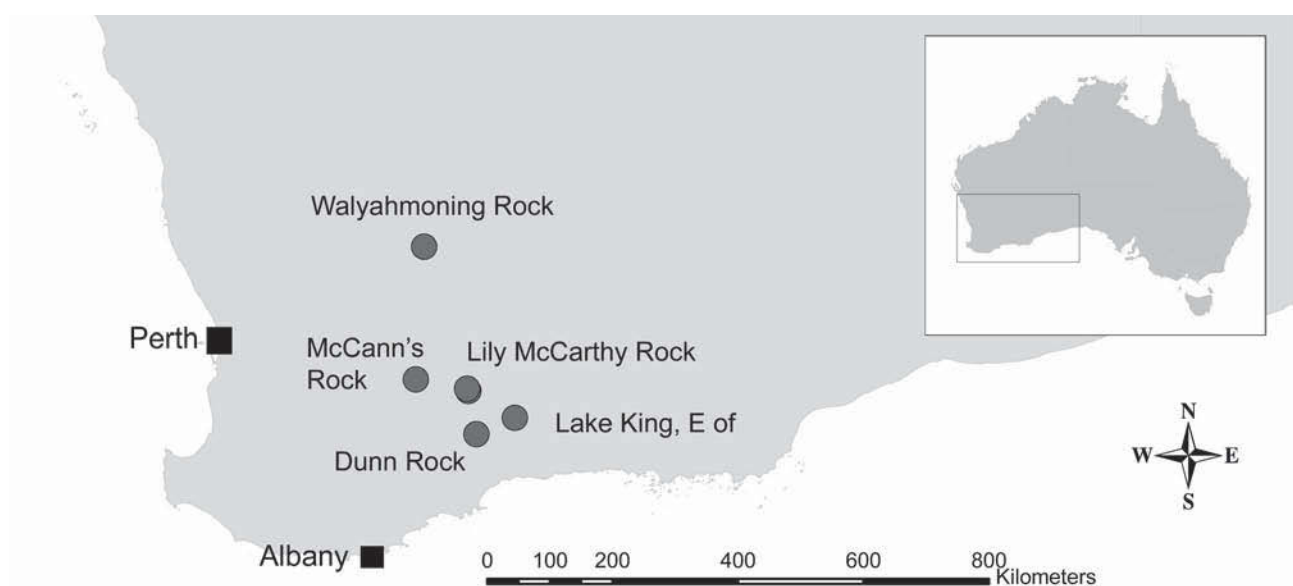 Walyahmoning Rock
Perth
McCann's
Rock
Lily McCarthy Rock
Lake King, E of
Dunn Rock
Albany
N
W E
S
0 100 200 400 600 800
Kilometers